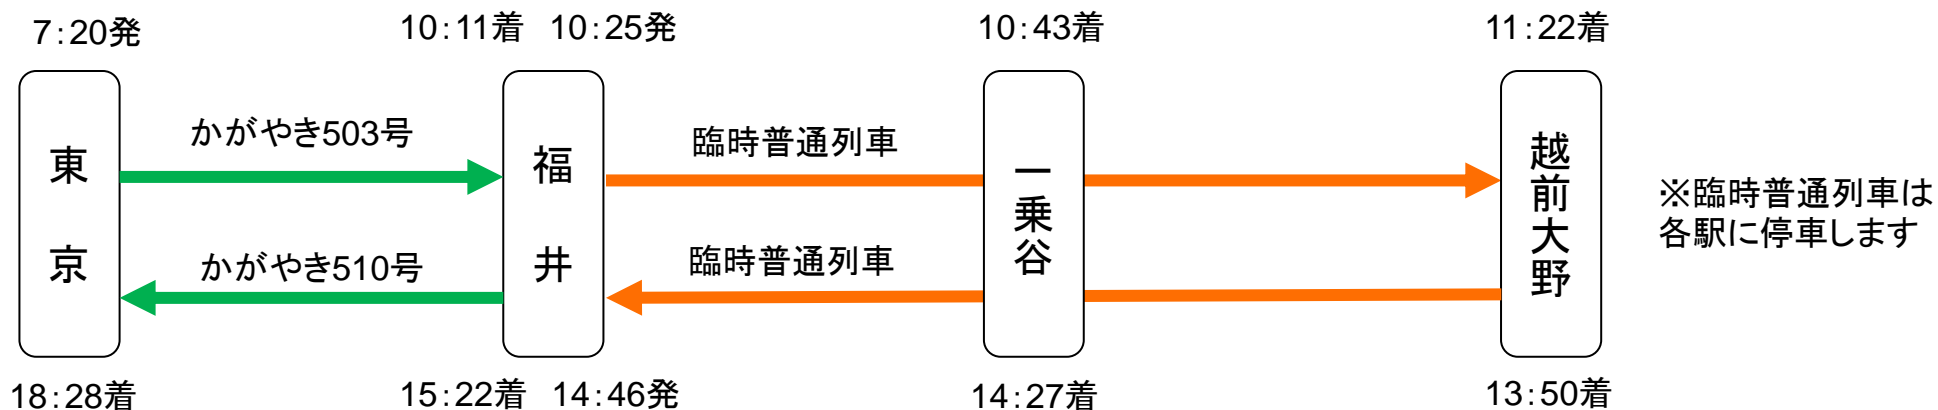 7：20発
10：11着 10：25発
10：43着
11：22着
東京
かがやき503号
かがやき510号
福井
臨時普通列車
臨時普通列車
一乗谷
越前大野
※臨時普通列車は
各駅に停車します
18：28着
15：22着 14：46発
14：27着
13：50着